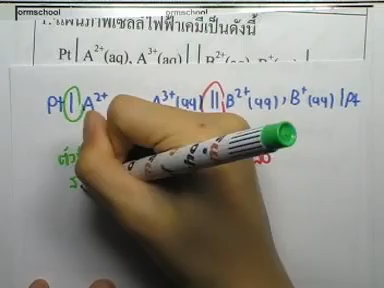 ormschool ormschool
1.แผนภาพเซลล์ไฟฟ้าเคมีเป็นดังนี้
Pt | A²⁺(aq), A³⁺(aq) | | B²⁺
Pt | A²⁺ A³⁺(aq) || B²⁺(aq), B⁺(aq) | Pt